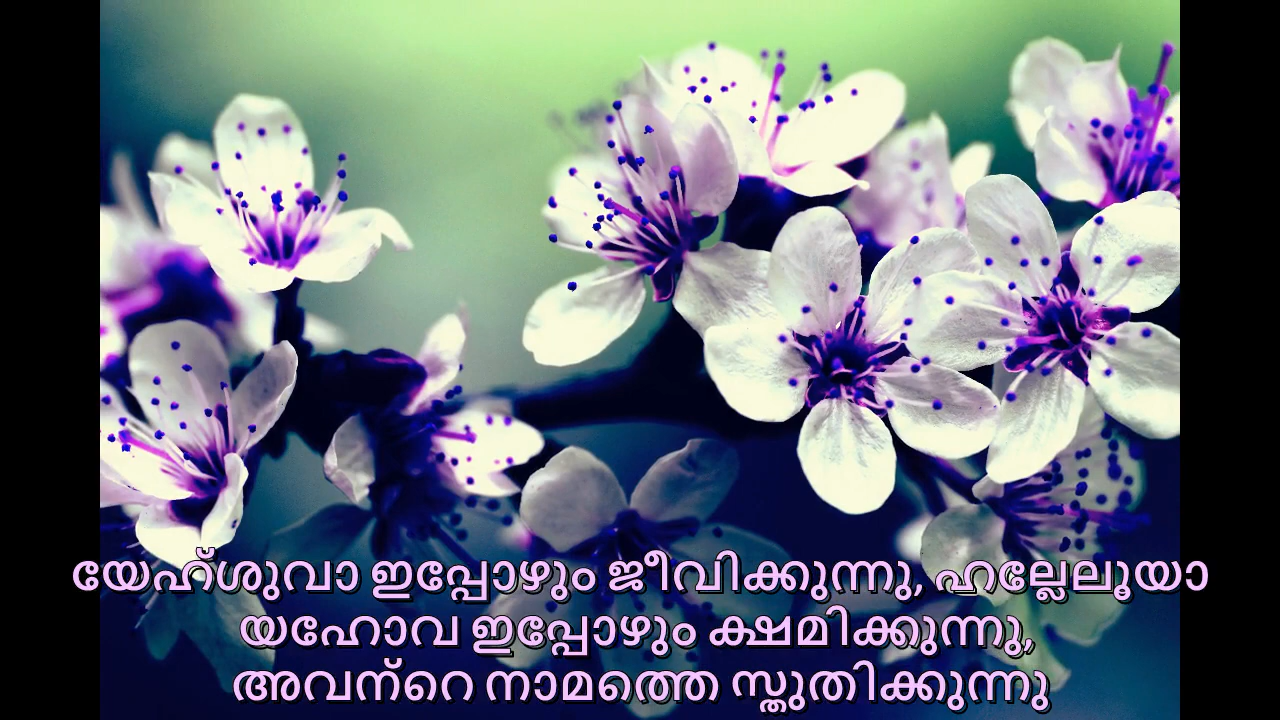 യേഹ്ശുവാ ഇപ്പോഴും ജീവിക്കുന്നു, ഹല്ലേലൂയാ
യഹോവ ഇപ്പോഴും ക്ഷമിക്കുന്നു,
അവന്റെ നാമത്തെ സ്തുതിക്കുന്നു